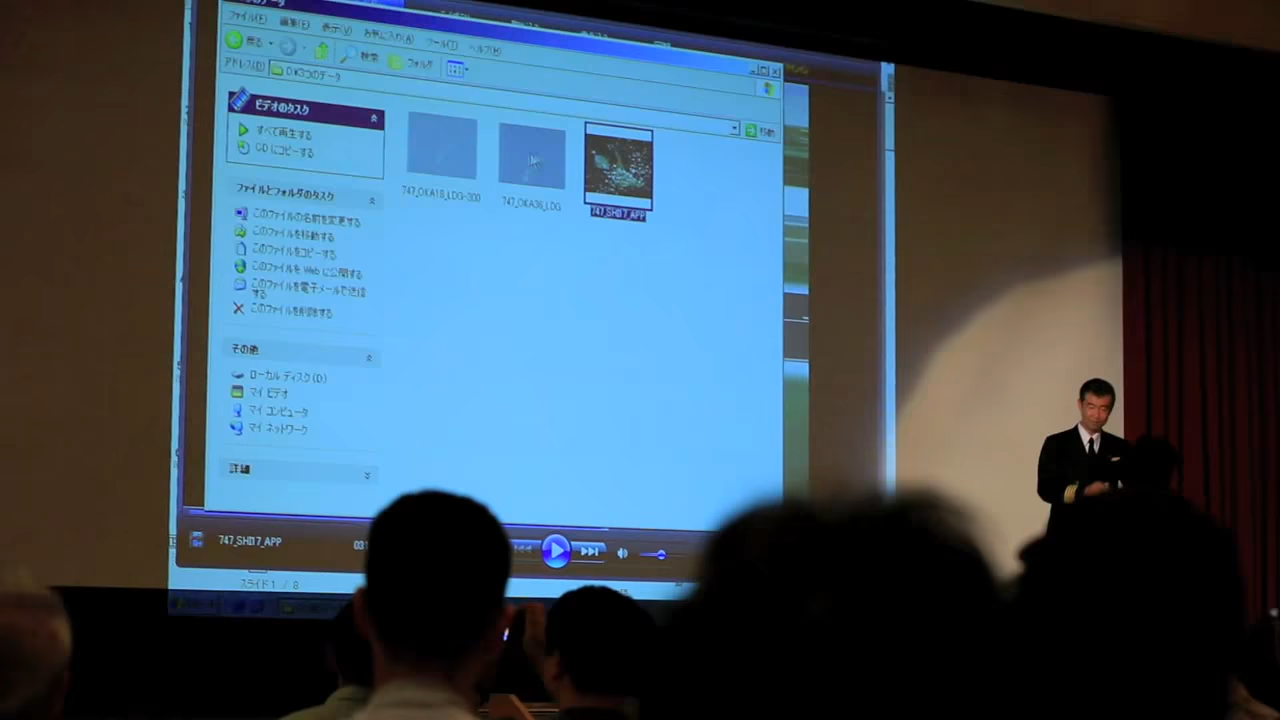 ファイル(F) 編集(E) 表示(V) お気に入り(A) ツール(T) ヘルプ(H)
戻る 検索 フォルダ
アドレス(D) OW3つのデータ 移動
ビデオのタスク
すべて再生する
CD にコピーする
747_OKA18_LDG-300
747_OKA36_LDG
747_SHI17_APP
ファイルとフォルダのタスク
このファイルの名前を変更する
このファイルを移動する
このファイルをコピーする
このファイルを Web に公開する
このファイルを電子メールで送信
する
このファイルを削除する
その他
ローカル ディスク (D)
マイ ビデオ
マイ コンピュータ
マイ ネットワーク
詳細
747_SHI17_APP
スライド 1 / 8